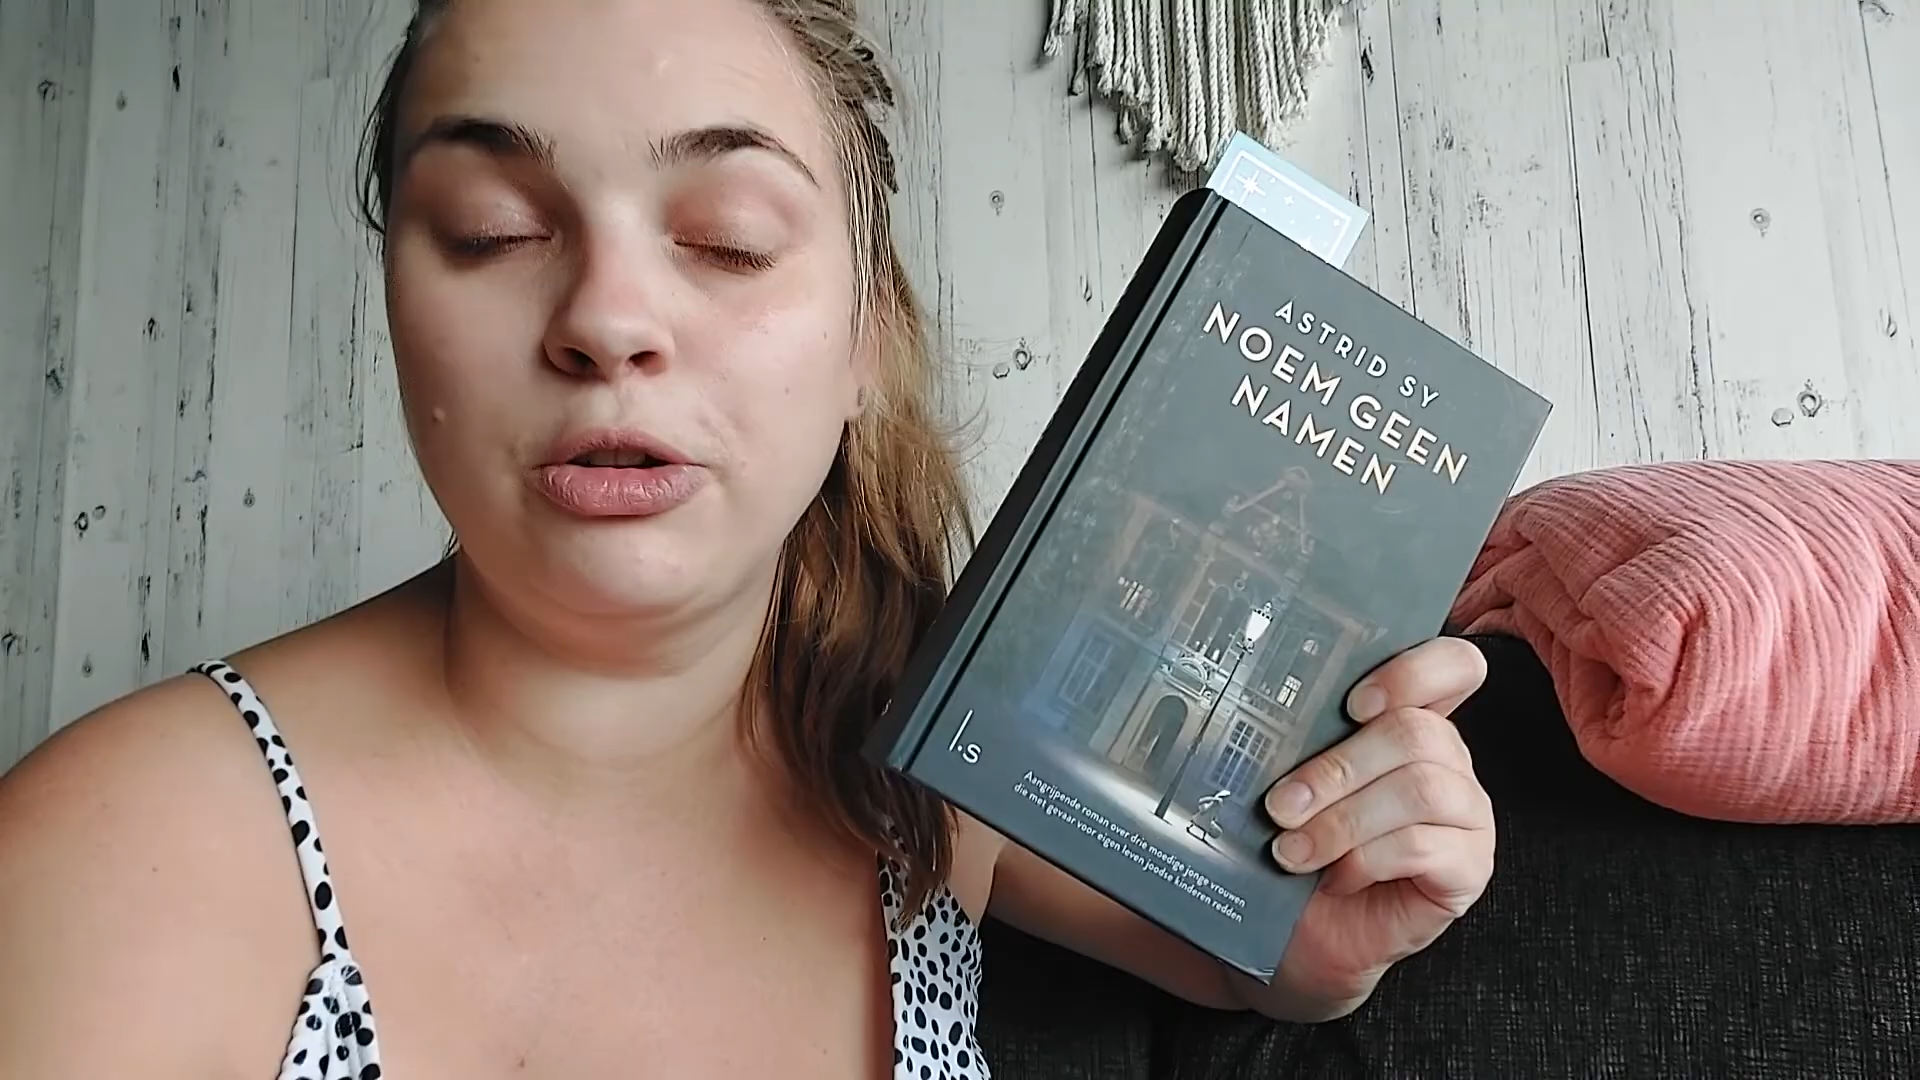 ASTRID SY
NOEM GEEN
NAMEN
l.s
Aangrijpende roman over drie moedige jonge vrouwen
die met gevaar voor eigen leven joodse kinderen redden